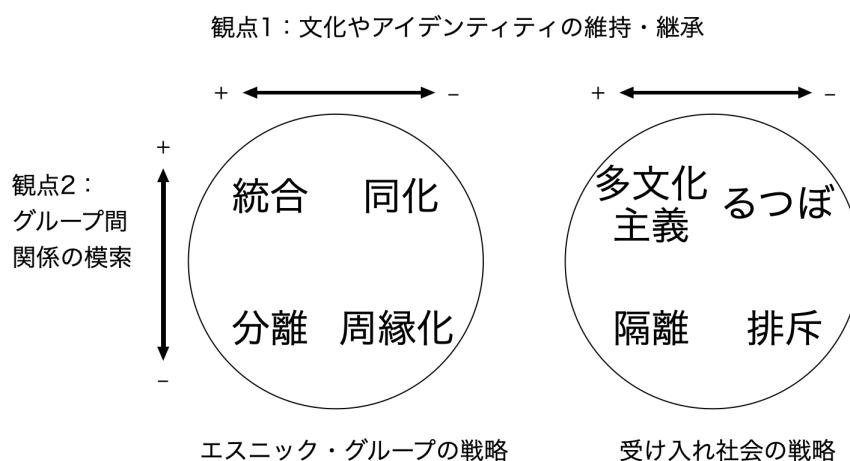 観点1：文化やアイデンティティの維持・継承
+ − + −
+
観点2：
グループ間
関係の模索
−
統合 同化
分離 周縁化
多文化
主義
るつぼ
隔離 排斥
エスニック・グループの戦略
受け入れ社会の戦略